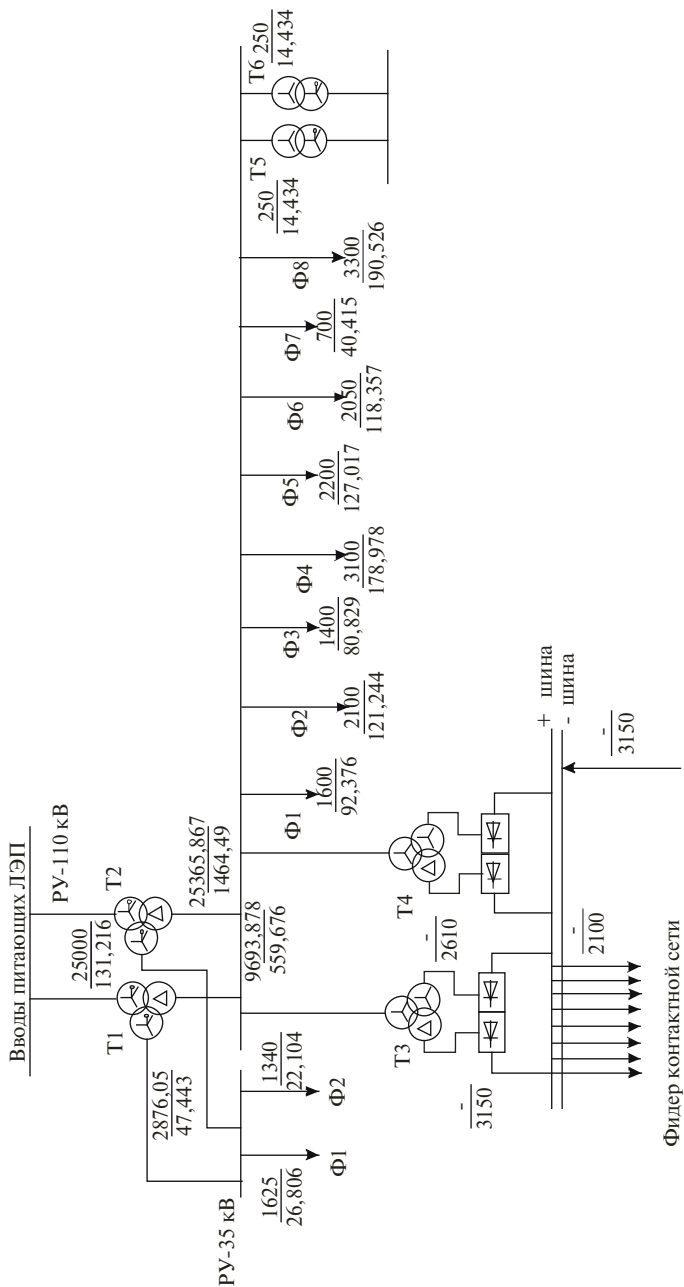 Вводы питающих ЛЭП
РУ-110 кВ
25000
131,216
Т1
Т2
2876,05
47,443
25365,867
1464,49
РУ-35 кВ
1625
26,806
Ф1
1340
22,104
Ф2
9693,878
559,676
Ф1
1600
92,376
Ф2
2100
121,244
Ф3
1400
80,829
Ф4
3100
178,978
Ф5
2200
127,017
Ф6
2050
118,357
Ф7
700
40,415
Ф8
3300
190,526
250
14,434
Т5
Т6
250
14,434
Т3
Т4
-
3150
-
2610
-
2100
-
3150
+ шина
- шина
Фидер контактной сети